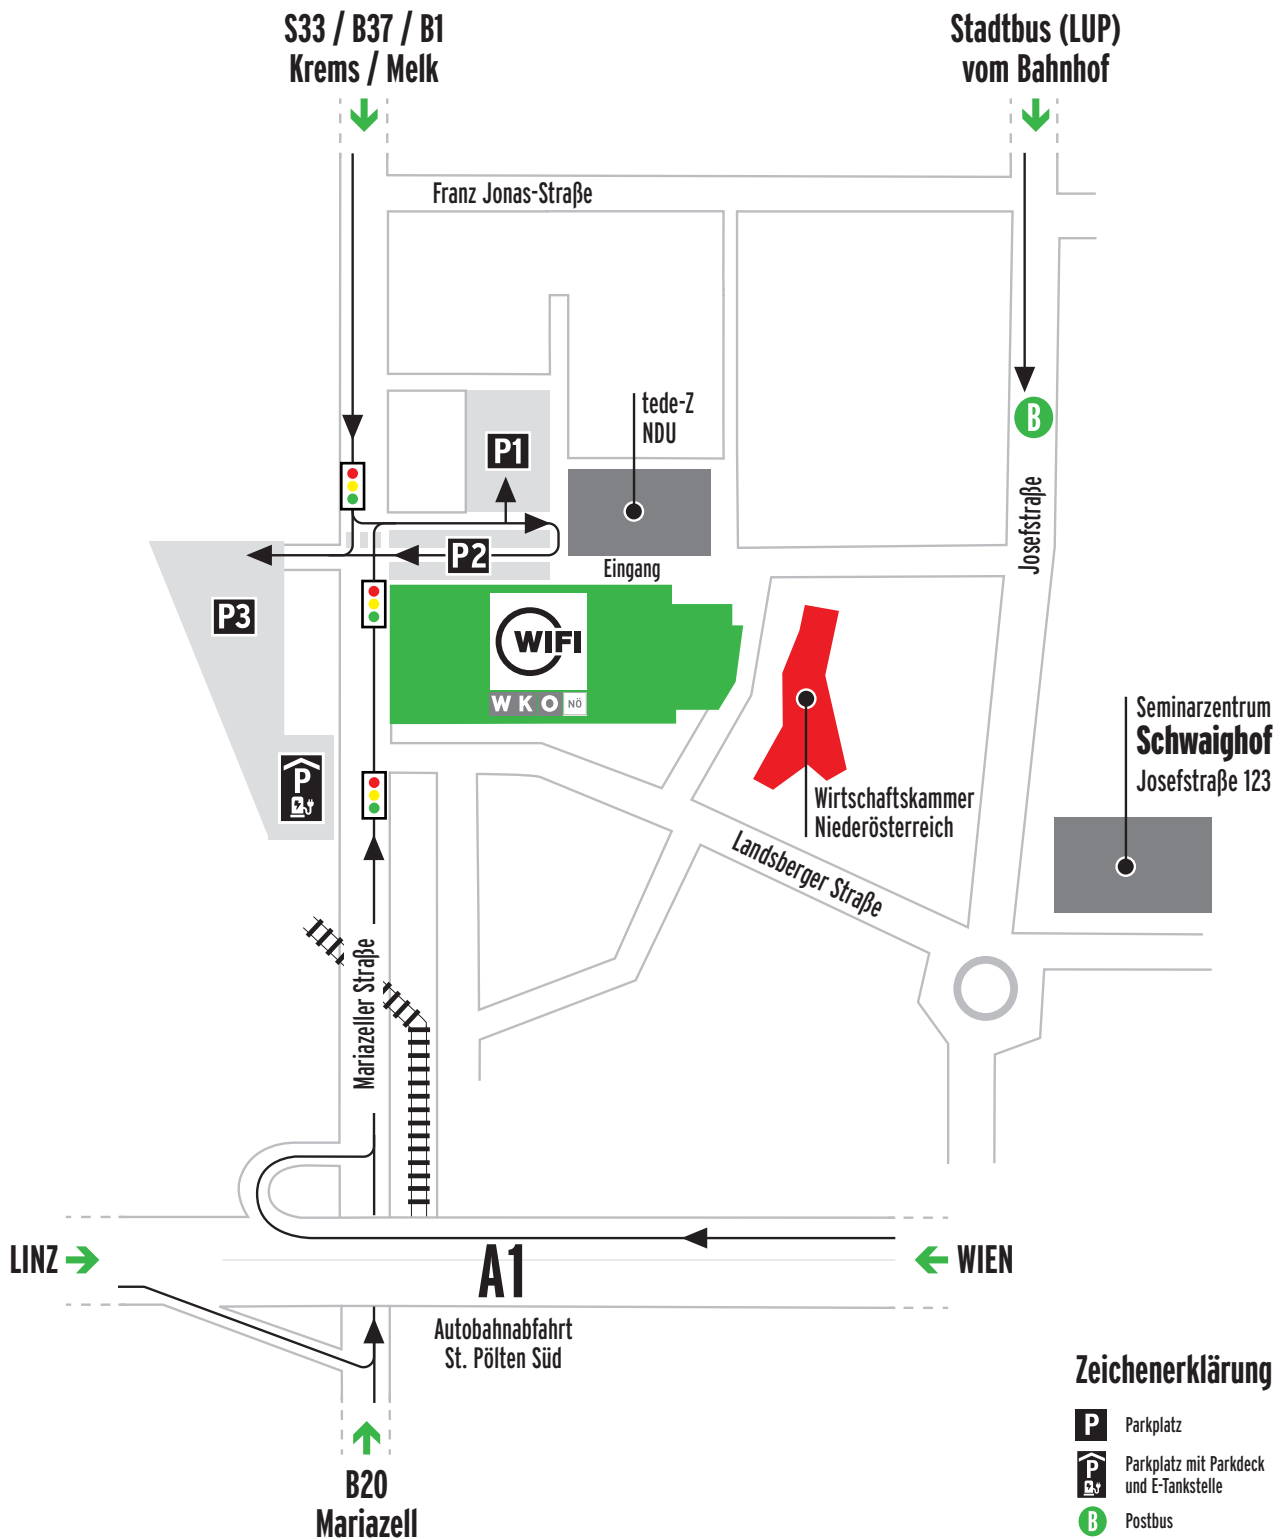 S33 / B37 / B1
Krems / Melk
Stadtbus (LUP)
vom Bahnhof
Franz Jonas-Straße
tede-Z
NDU
B
P1
Josefstraße
P2
Eingang
P3
WIFI
WKO NÖ
Seminarzentrum
Schwaighof
Josefstraße 123
P
Wirtschaftskammer
Niederösterreich
Landsberger Straße
Mariazeller Straße
LINZ
A1
WIEN
Autobahnabfahrt
St. Pölten Süd
B20
Mariazell
Zeichenerklärung
P Parkplatz
P Parkplatz mit Parkdeck
und E-Tankstelle
B Postbus